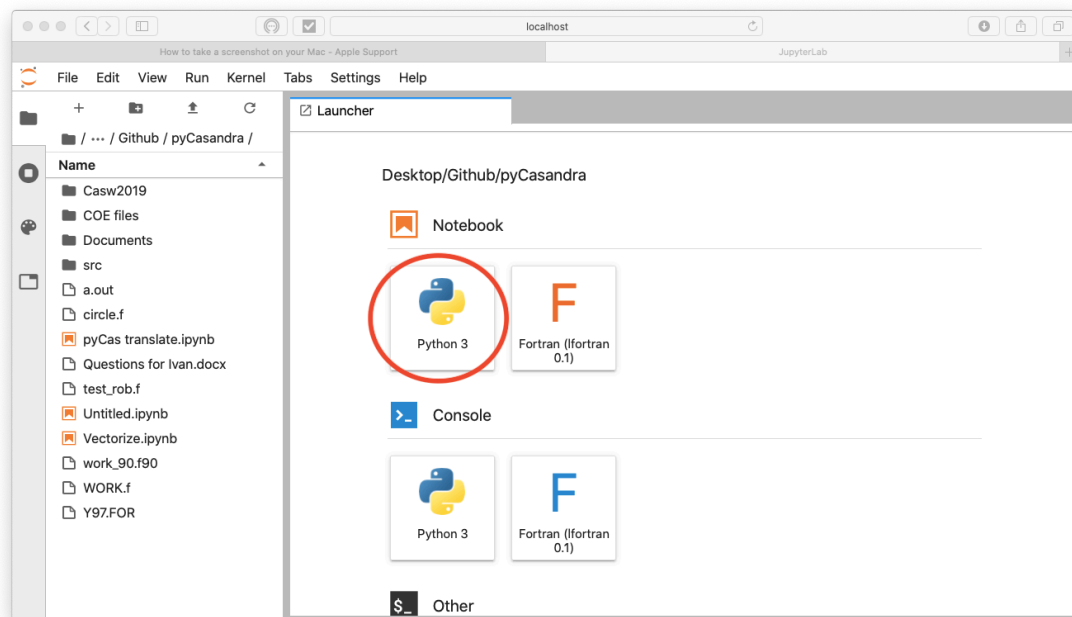 localhost
How to take a screenshot on your Mac - Apple Support
JupyterLab
File Edit View Run Kernel Tabs Settings Help
Launcher
/ ··· / Github / pyCasandra /
Name
Casw2019
COE files
Documents
src
a.out
circle.f
pyCas translate.ipynb
Questions for Ivan.docx
test_rob.f
Untitled.ipynb
Vectorize.ipynb
work_90.f90
WORK.f
Y97.FOR
Desktop/Github/pyCasandra
Notebook
Python 3
F
Fortran (lfortran
0.1)
>_ Console
Python 3
F
Fortran (lfortran
0.1)
$_ Other